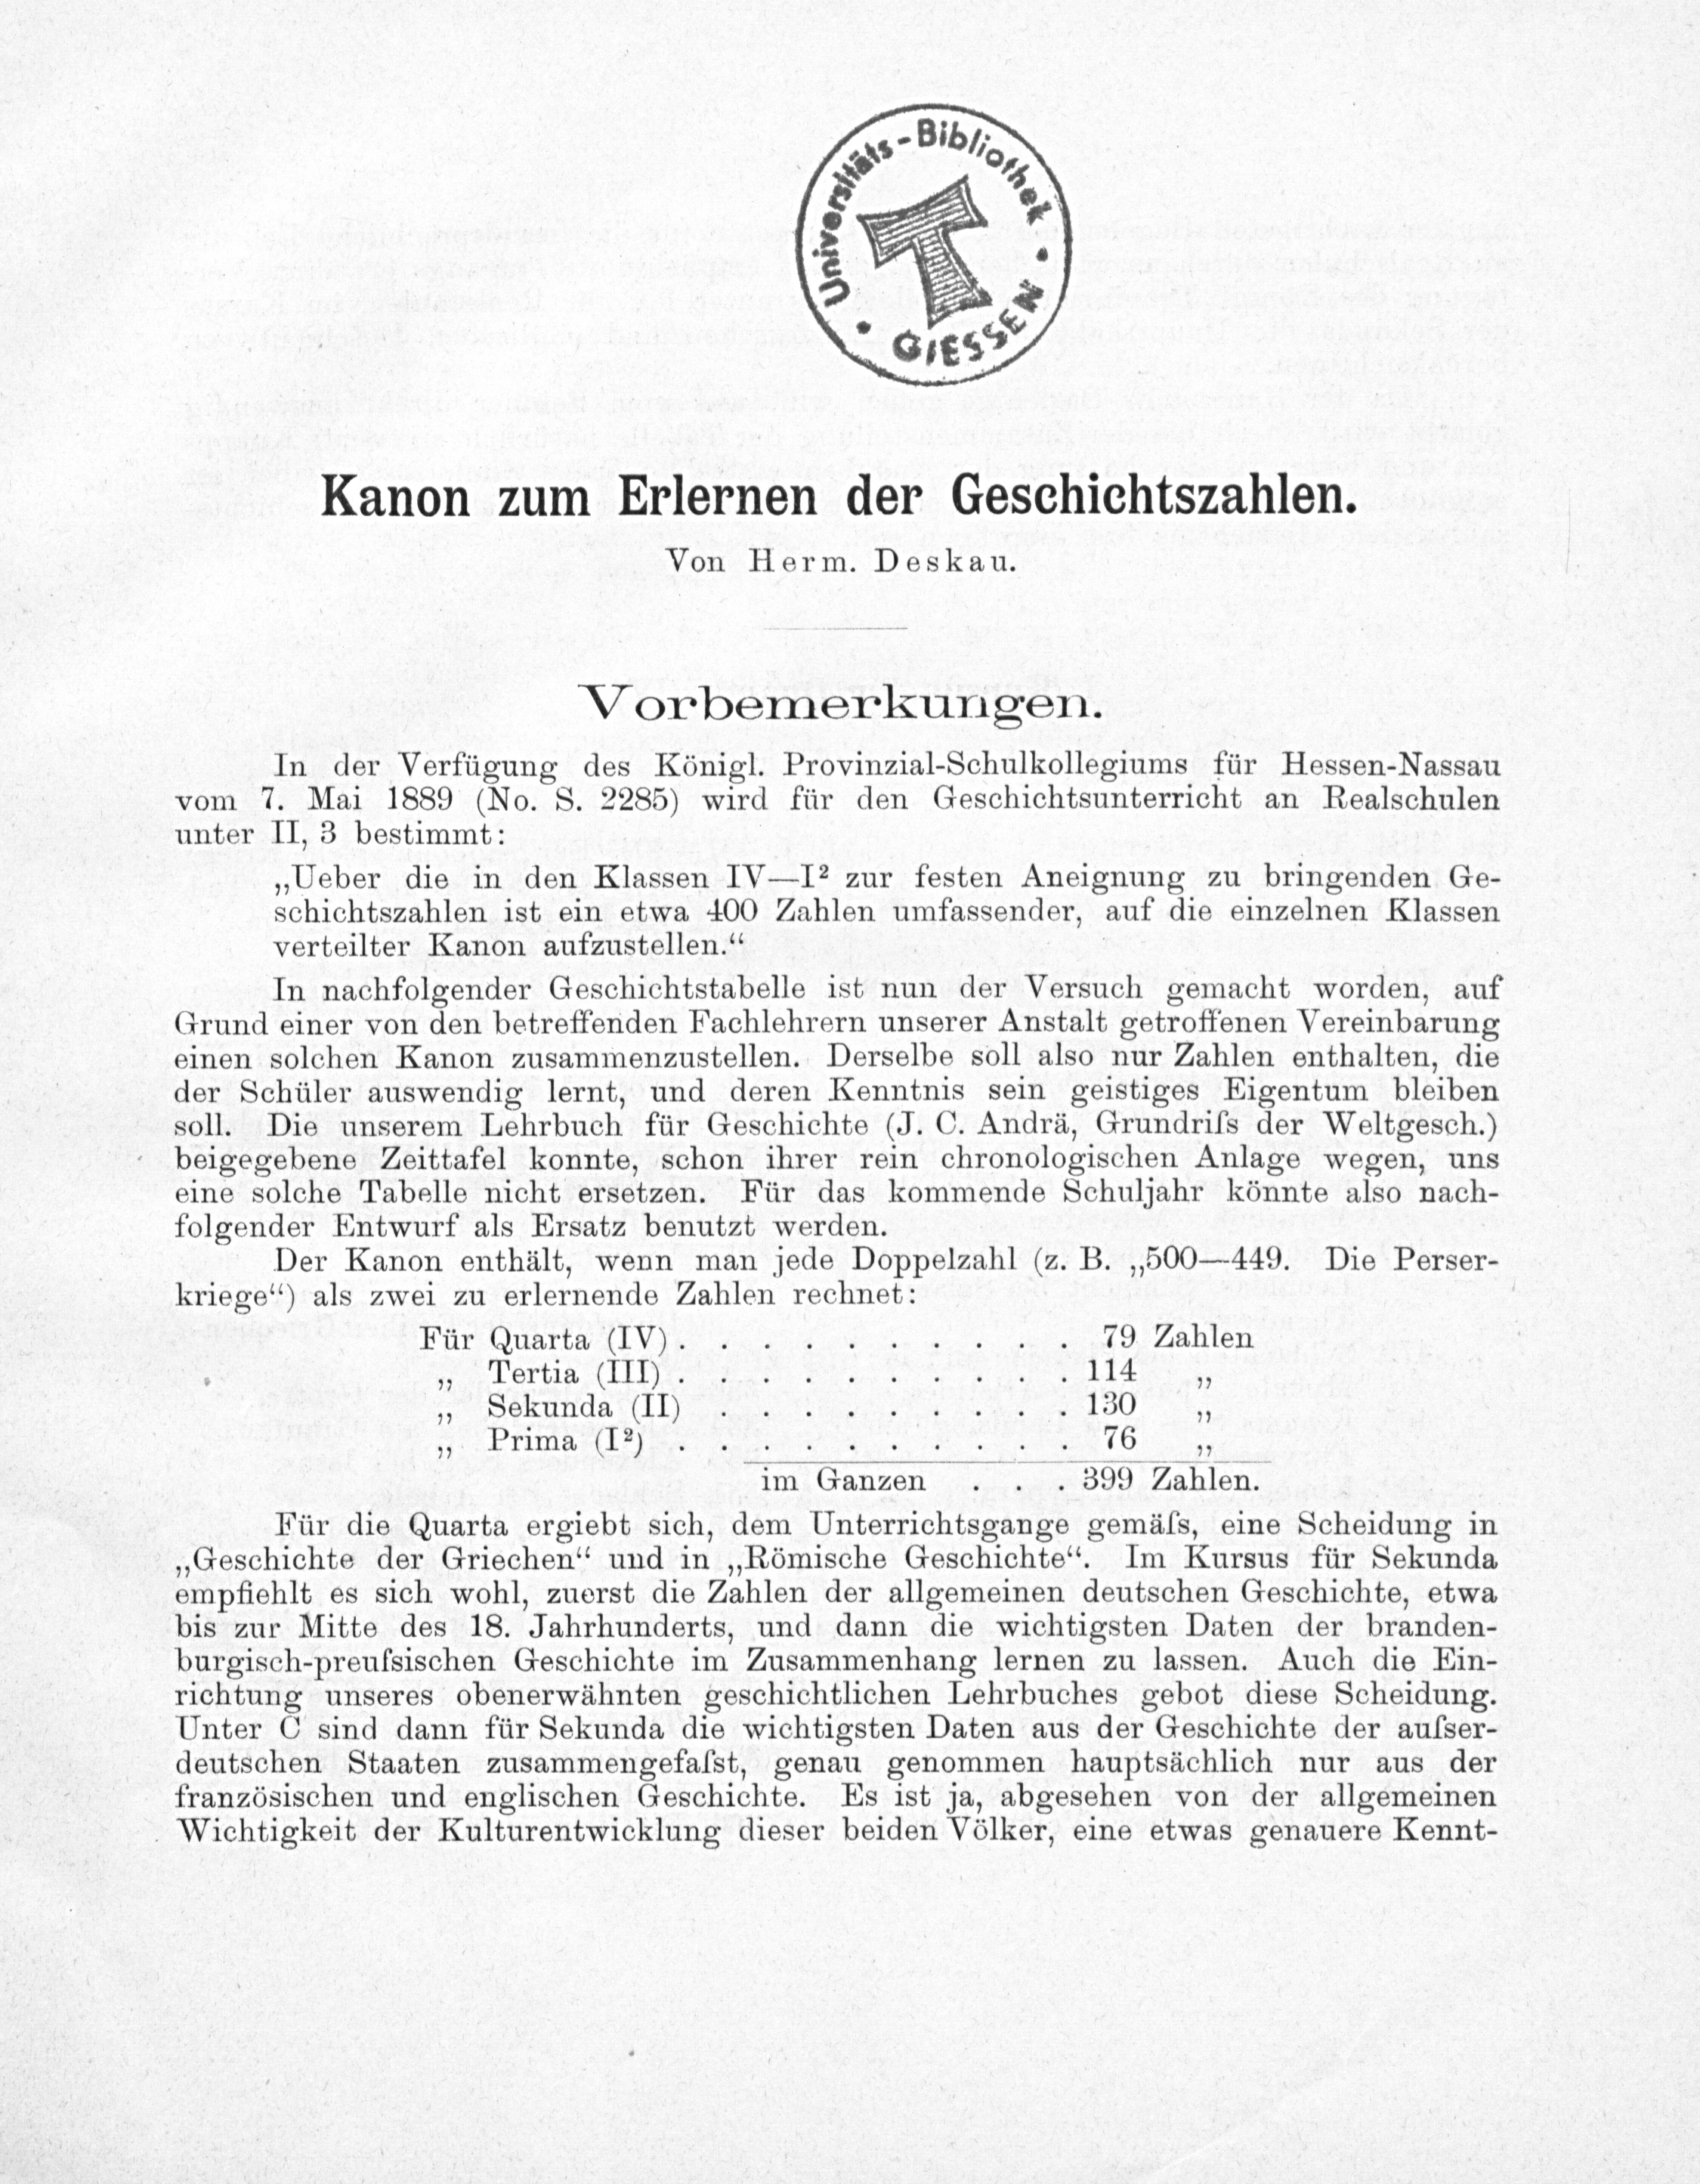 Universitäts-Bibliothek
GIESSEN
Kanon zum Erlernen der Geschichtszahlen.
Von Herm. Deskau.
Vorbemerkungen.
In der Verfügung des Königl. Provinzial-Schulkollegiums für Hessen-Nassau
vom 7. Mai 1889 (No. S. 2285) wird für den Geschichtsunterricht an Realschulen
unter II, 3 bestimmt:
„Ueber die in den Klassen IV—I² zur festen Aneignung zu bringenden Ge-
schichtszahlen ist ein etwa 400 Zahlen umfassender, auf die einzelnen Klassen
verteilter Kanon aufzustellen.“
In nachfolgender Geschichtstabelle ist nun der Versuch gemacht worden, auf
Grund einer von den betreffenden Fachlehrern unserer Anstalt getroffenen Vereinbarung
einen solchen Kanon zusammenzustellen. Derselbe soll also nur Zahlen enthalten, die
der Schüler auswendig lernt, und deren Kenntnis sein geistiges Eigentum bleiben
soll. Die unserem Lehrbuch für Geschichte (J. C. Andrä, Grundriſs der Weltgesch.)
beigegebene Zeittafel konnte, schon ihrer rein chronologischen Anlage wegen, uns
eine solche Tabelle nicht ersetzen. Für das kommende Schuljahr könnte also nach-
folgender Entwurf als Ersatz benutzt werden.
Der Kanon enthält, wenn man jede Doppelzahl (z. B. „500—449. Die Perser-
kriege“) als zwei zu erlernende Zahlen rechnet:
Für Quarta (IV) . . . . . . . . . . 79 Zahlen
„ Tertia (III) . . . . . . . . . . 114 „
„ Sekunda (II) . . . . . . . . . 130 „
„ Prima (I²) . . . . . . . . . . 76 „
im Ganzen . . . 399 Zahlen.
Für die Quarta ergiebt sich, dem Unterrichtsgange gemäſs, eine Scheidung in
„Geschichte der Griechen“ und in „Römische Geschichte“. Im Kursus für Sekunda
empfiehlt es sich wohl, zuerst die Zahlen der allgemeinen deutschen Geschichte, etwa
bis zur Mitte des 18. Jahrhunderts, und dann die wichtigsten Daten der branden-
burgisch-preuſsischen Geschichte im Zusammenhang lernen zu lassen. Auch die Ein-
richtung unseres obenerwähnten geschichtlichen Lehrbuches gebot diese Scheidung.
Unter C sind dann für Sekunda die wichtigsten Daten aus der Geschichte der auſser-
deutschen Staaten zusammengefaſst, genau genommen hauptsächlich nur aus der
französischen und englischen Geschichte. Es ist ja, abgesehen von der allgemeinen
Wichtigkeit der Kulturentwicklung dieser beiden Völker, eine etwas genauere Kennt-